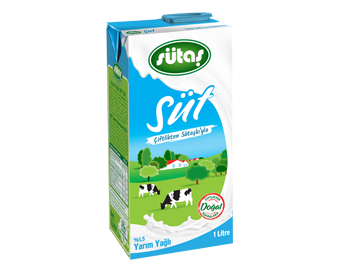 sütaş
süt
Çiftlikten Sütaşkıyla
Doğal
%1,5
Yarım Yağlı
1 Litre